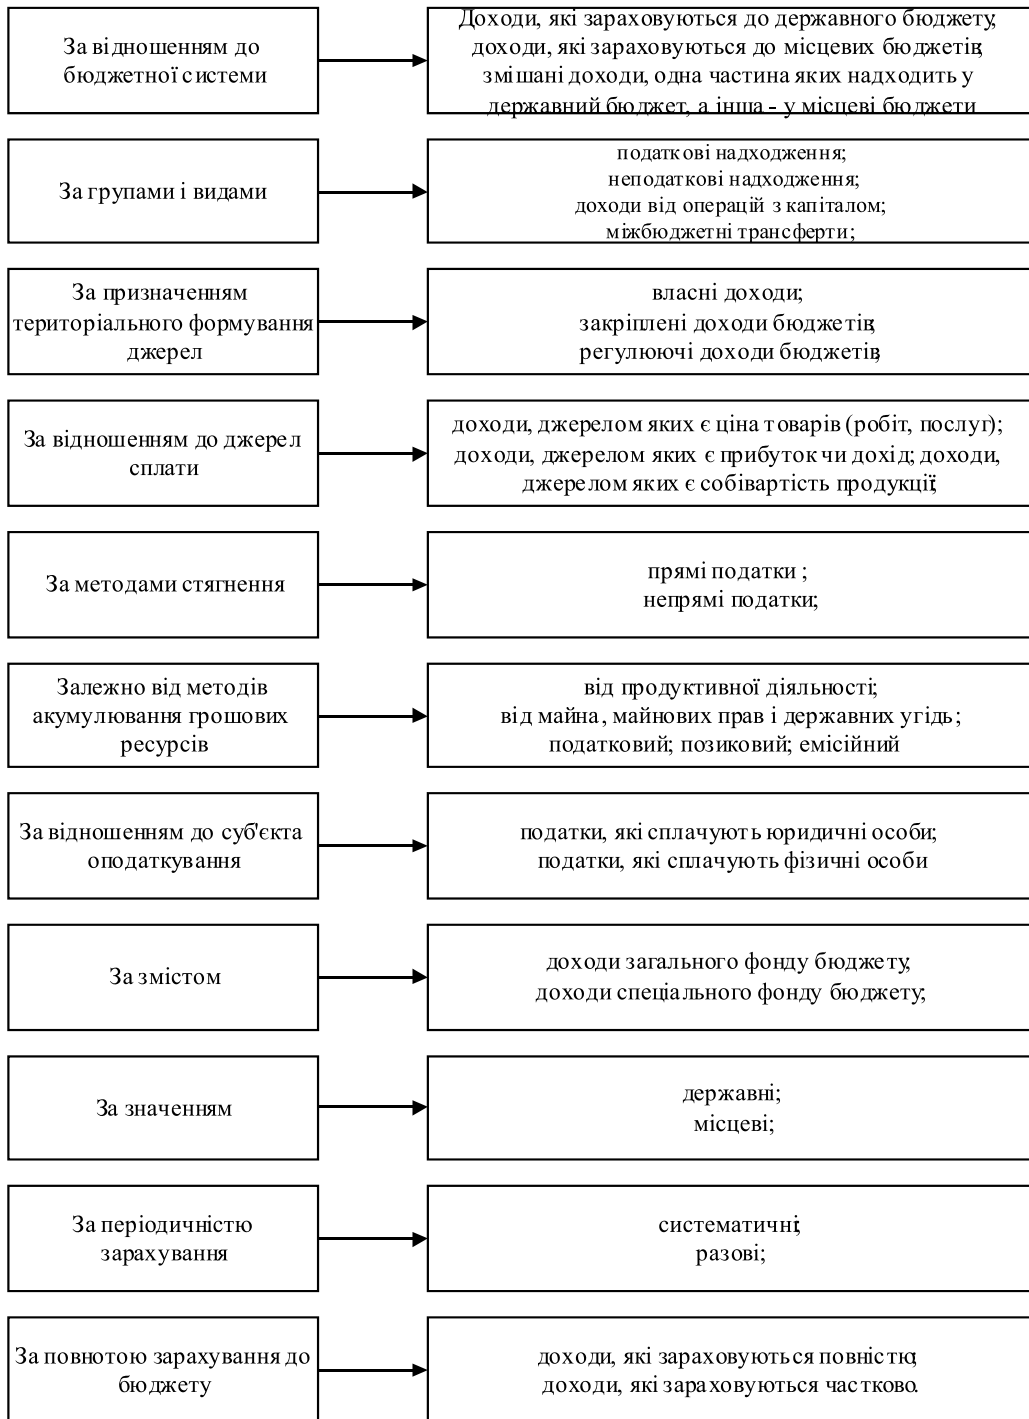 За відношенням до
бюджетної системи
Доходи, які зараховуються до державного бюджету;
доходи, які зараховуються до місцевих бюджетів;
змішані доходи, одна частина яких надходить у
державний бюджет, а інша - у місцеві бюджети
За групами і видами
податкові надходження;
неподаткові надходження;
доходи від операцій з капіталом;
міжбюджетні трансферти;
За призначенням
територіального формування
джерел
власні доходи;
закріплені доходи бюджетів;
регулюючі доходи бюджетів;
За відношенням до джерел
сплати
доходи, джерелом яких є ціна товарів (робіт, послуг);
доходи, джерелом яких є прибуток чи дохід; доходи,
джерелом яких є собівартість продукції;
За методами стягнення
прямі податки ;
непрямі податки;
Залежно від методів
акумулювання грошових
ресурсів
від продуктивної діяльності;
від майна, майнових прав і державних угідь;
податковий; позиковий; емісійний
За відношенням до суб'єкта
оподаткування
податки, які сплачують юридичні особи;
податки, які сплачують фізичні особи
За змістом
доходи загального фонду бюджету;
доходи спеціального фонду бюджету;
За значенням
державні;
місцеві;
За періодичністю
зарахування
систематичні;
разові;
За повнотою зарахування до
бюджету
доходи, які зараховуються повністю;
доходи, які зараховуються частково.